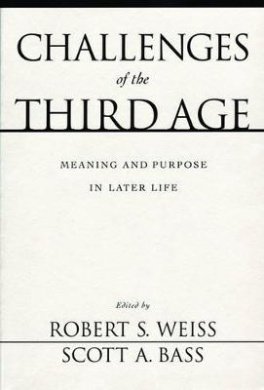 CHALLENGES
of the
THIRD AGE
MEANING AND PURPOSE
IN LATER LIFE
Edited by
ROBERT S. WEISS
SCOTT A. BASS